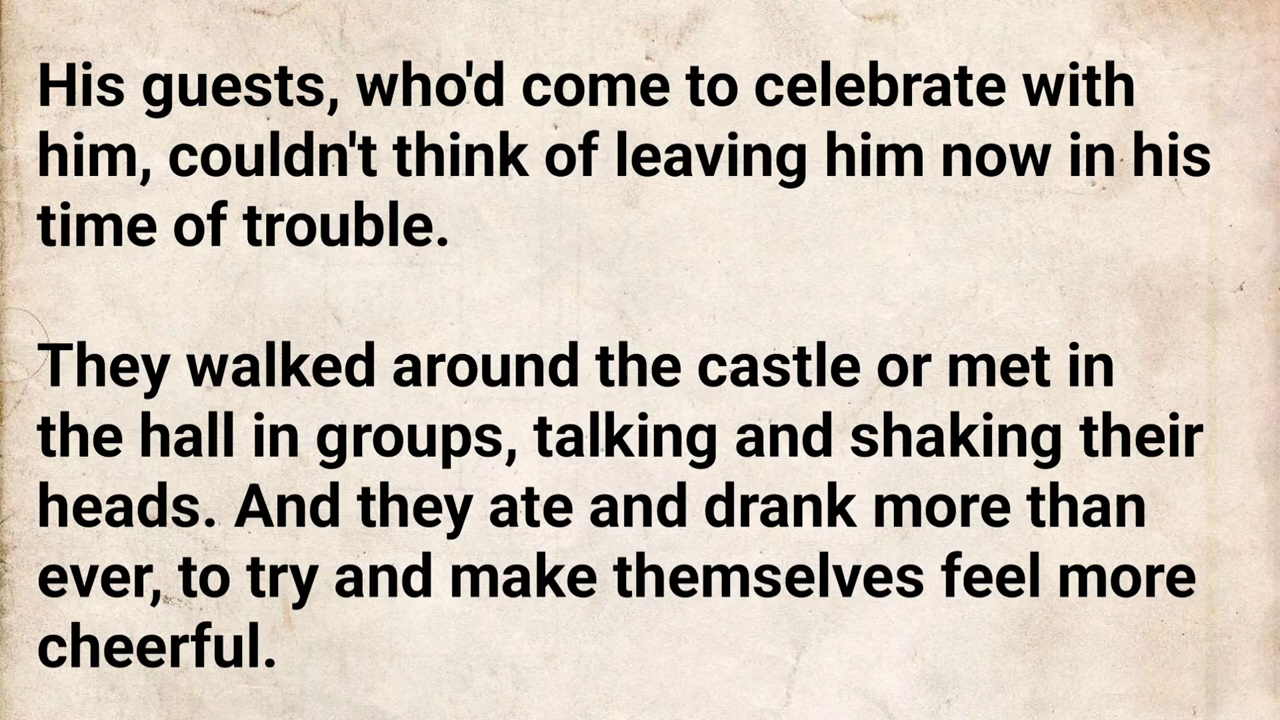 His guests, who'd come to celebrate with
him, couldn't think of leaving him now in his
time of trouble.
They walked around the castle or met in
the hall in groups, talking and shaking their
heads. And they ate and drank more than
ever, to try and make themselves feel more
cheerful.